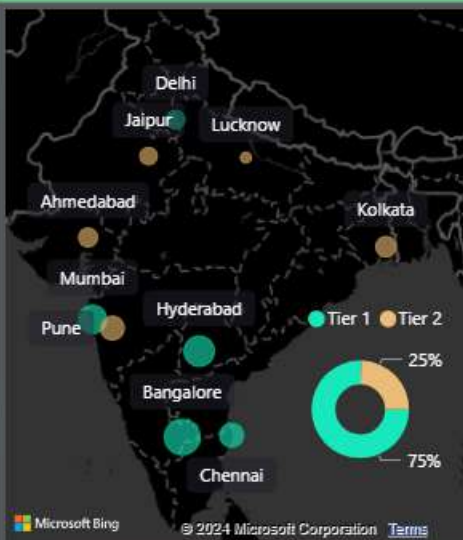 Delhi
Jaipur
Lucknow
Ahmedabad
Kolkata
Mumbai
Hyderabad
Tier 1 Tier 2
Pune
25%
Bangalore
75%
Chennai
Microsoft Bing
© 2024 Microsoft Corporation Terms